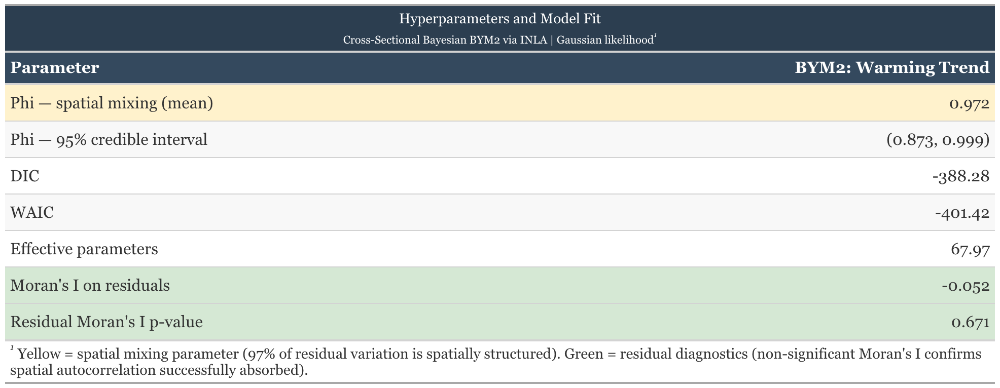 Hyperparameters and Model Fit
Cross-Sectional Bayesian BYM2 via INLA | Gaussian likelihood¹
Parameter BYM2: Warming Trend
Phi — spatial mixing (mean) 0.972
Phi — 95% credible interval (0.873, 0.999)
DIC -388.28
WAIC -401.42
Effective parameters 67.97
Moran's I on residuals -0.052
Residual Moran's I p-value 0.671
¹ Yellow = spatial mixing parameter (97% of residual variation is spatially structured). Green = residual diagnostics (non-significant Moran's I confirms
spatial autocorrelation successfully absorbed).